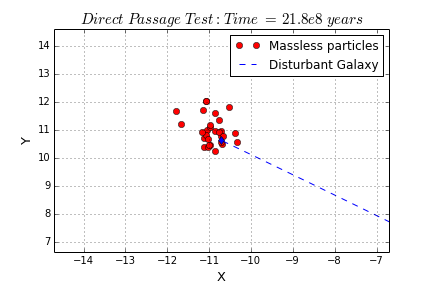 Direct Passage Test : Time = 21.8e8 years
Massless particles
Disturbant Galaxy
Y
14
13
12
11
10
9
8
7
−14 −13 −12 −11 −10 −9 −8 −7
X